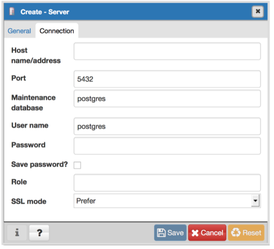 Create - Server
General Connection
Host
name/address
Port 5432
Maintenance postgres
database
User name postgres
Password
Save password?
Role
SSL mode Prefer
i ? Save Cancel Reset